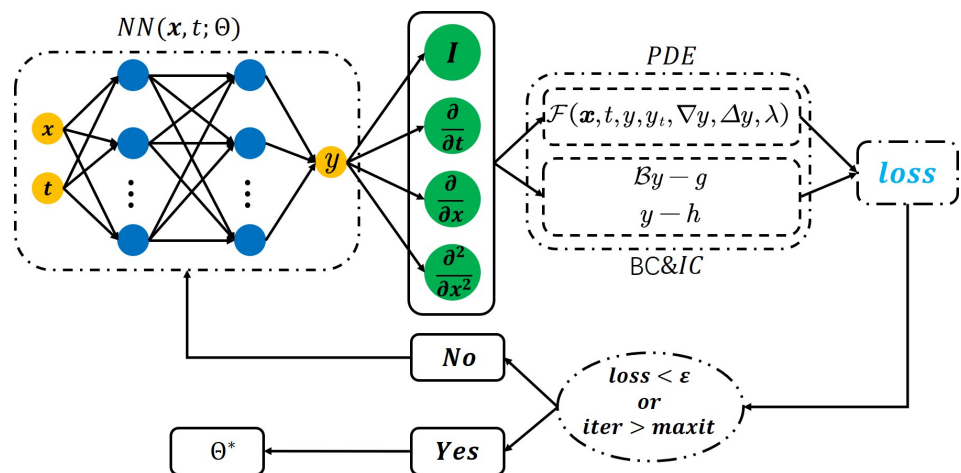 NN(x, t; Θ)
x
t
y
I
∂/∂t
∂/∂x
∂²/∂x²
PDE
ℱ(x, t, y, y_t, ∇y, Δy, λ)
ℬy − g
y − h
BC&IC
loss
loss < ε
or
iter > maxit
No
Yes
Θ*